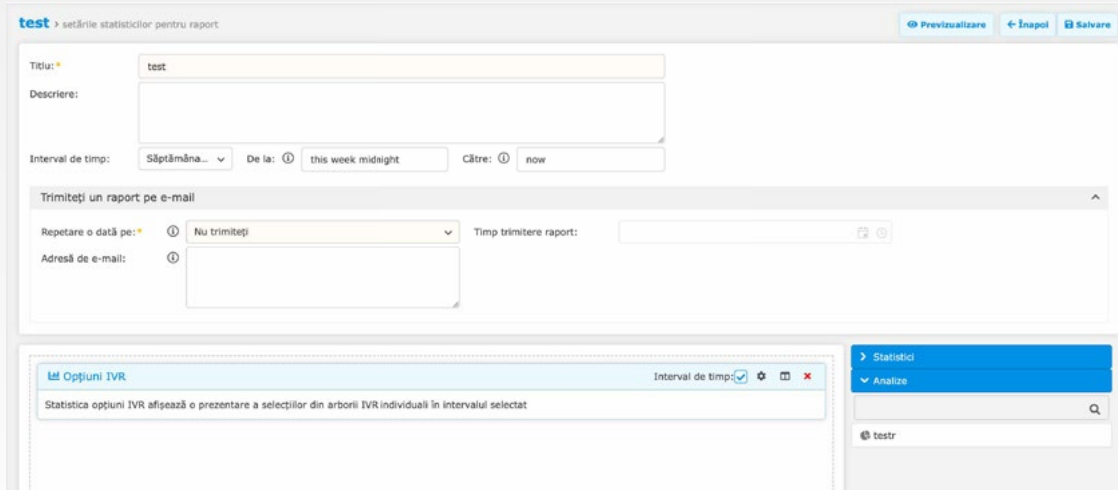 test › setările statisticilor pentru raport
Previzualizare
Înapoi
Salvare
Titlu:*
test
Descriere:
Interval de timp:
Săptămâna...
De la:
this week midnight
Către:
now
Trimiteți un raport pe e-mail
Repetare o dată pe:*
Nu trimiteți
Timp trimitere raport:
Adresă de e-mail:
Opțiuni IVR
Interval de timp:
Statistica opțiuni IVR afișează o prezentare a selecțiilor din arborii IVR individuali în intervalul selectat
Statistici
Analize
testr